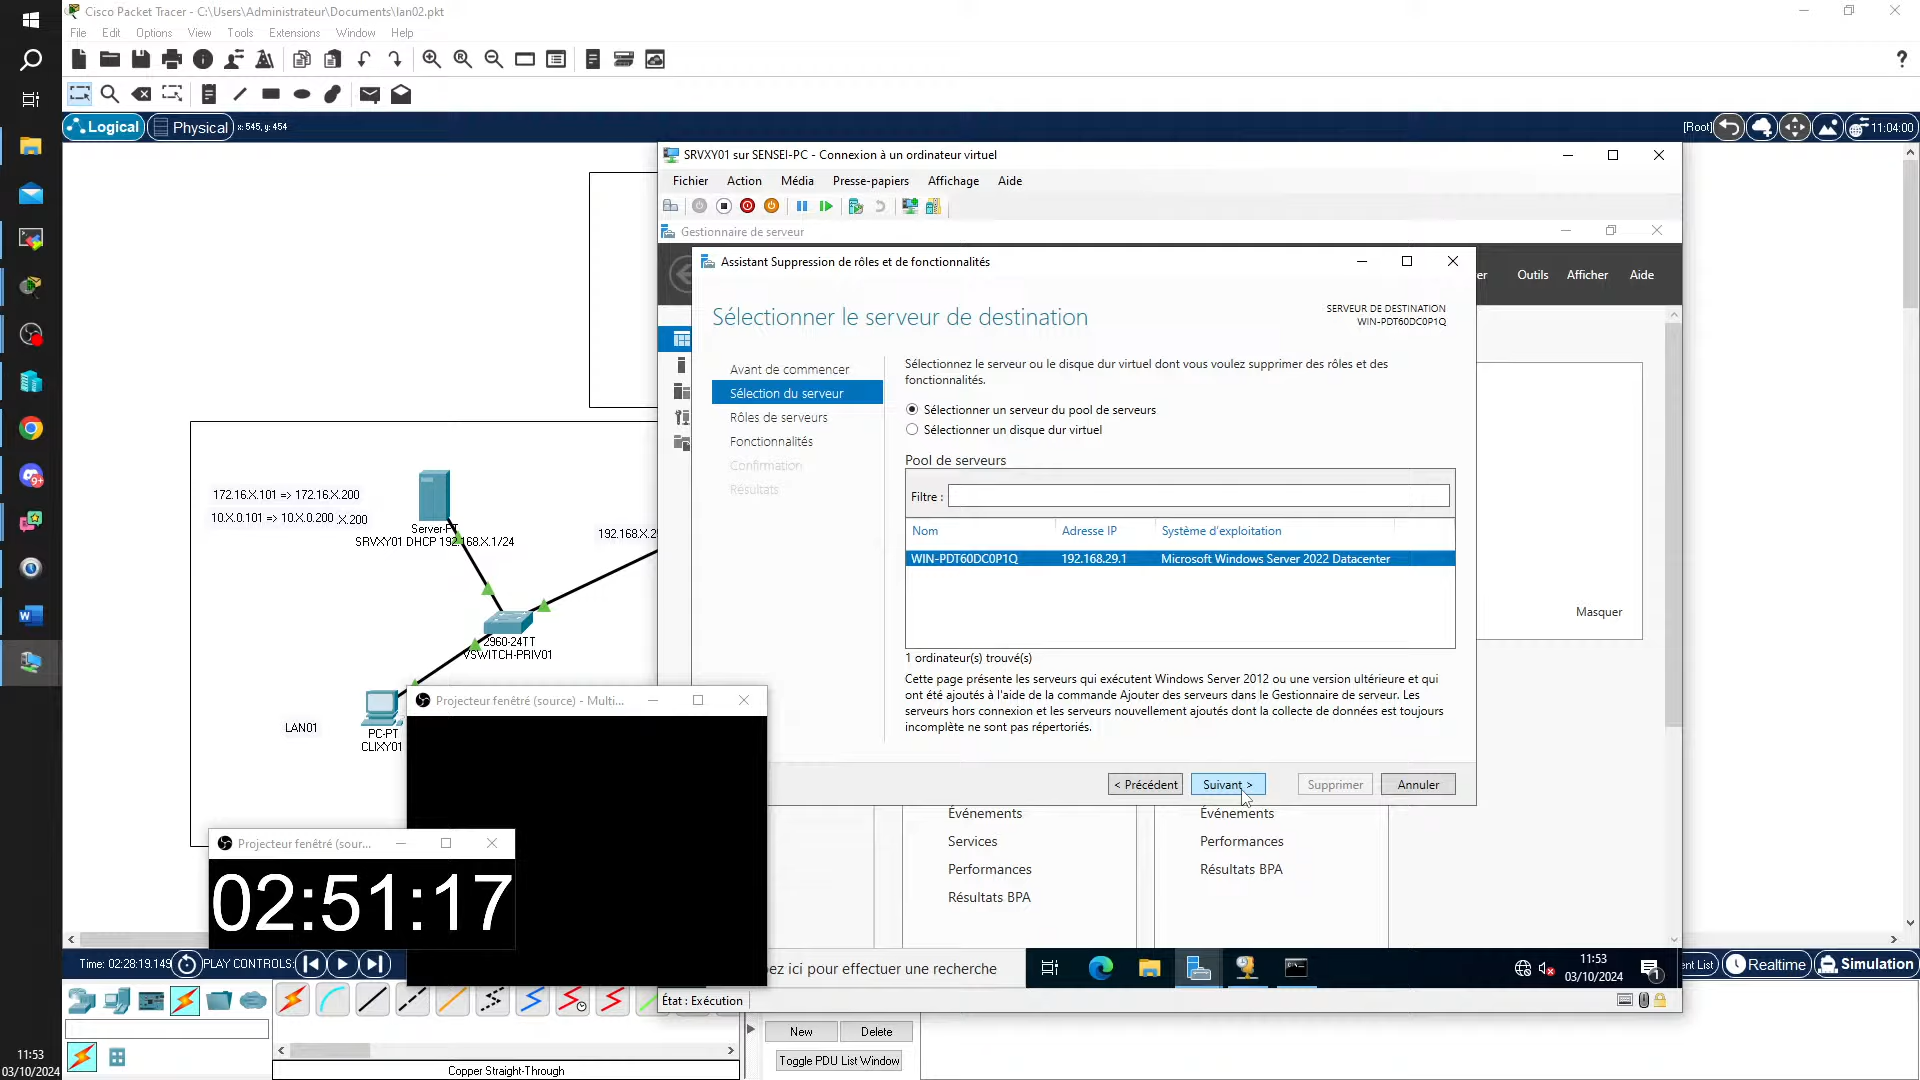 Cisco Packet Tracer - C:\Users\Administrateur\Documents\lan02.pkt
File Edit Options View Tools Extensions Window Help
Logical Physical x: 545, y: 454
[Root] 11:04:00
SRVXY01 sur SENSEI-PC - Connexion à un ordinateur virtuel
Fichier Action Média Presse-papiers Affichage Aide
Gestionnaire de serveur
er Outils Afficher Aide
Assistant Suppression de rôles et de fonctionnalités
Sélectionner le serveur de destination
SERVEUR DE DESTINATION
WIN-PDT60DC0P1Q
Avant de commencer
Sélection du serveur
Rôles de serveurs
Fonctionnalités
Confirmation
Résultats
Sélectionnez le serveur ou le disque dur virtuel dont vous voulez supprimer des rôles et des
fonctionnalités.
Sélectionner un serveur du pool de serveurs
Sélectionner un disque dur virtuel
Pool de serveurs
Filtre :
Nom Adresse IP Système d'exploitation
WIN-PDT60DC0P1Q 192.168.29.1 Microsoft Windows Server 2022 Datacenter
1 ordinateur(s) trouvé(s)
Cette page présente les serveurs qui exécutent Windows Server 2012 ou une version ultérieure et qui
ont été ajoutés à l'aide de la commande Ajouter des serveurs dans le Gestionnaire de serveur. Les
serveurs hors connexion et les serveurs nouvellement ajoutés dont la collecte de données est toujours
incomplète ne sont pas répertoriés.
< Précédent Suivant > Supprimer Annuler
Masquer
Événements
Services
Performances
Résultats BPA
Événements
Performances
Résultats BPA
172.16.X.101 => 172.16.X.200
10.X.0.101 => 10.X.0.200 .X.200
Server-PT
SRVXY01 DHCP 192.168.X.1/24
192.168.X.2
2960-24TT
VSWITCH-PRIV01
LAN01
PC-PT
CLIXY01
Projecteur fenêtré (source) - Multi...
Projecteur fenêtré (sour...
02:51:17
Time: 02:28:19.149 PLAY CONTROLS:
ez ici pour effectuer une recherche
11:53
03/10/2024
1
État : Exécution
ent List Realtime Simulation
New Delete
Toggle PDU List Window
Copper Straight-Through
9+
11:53
03/10/2024